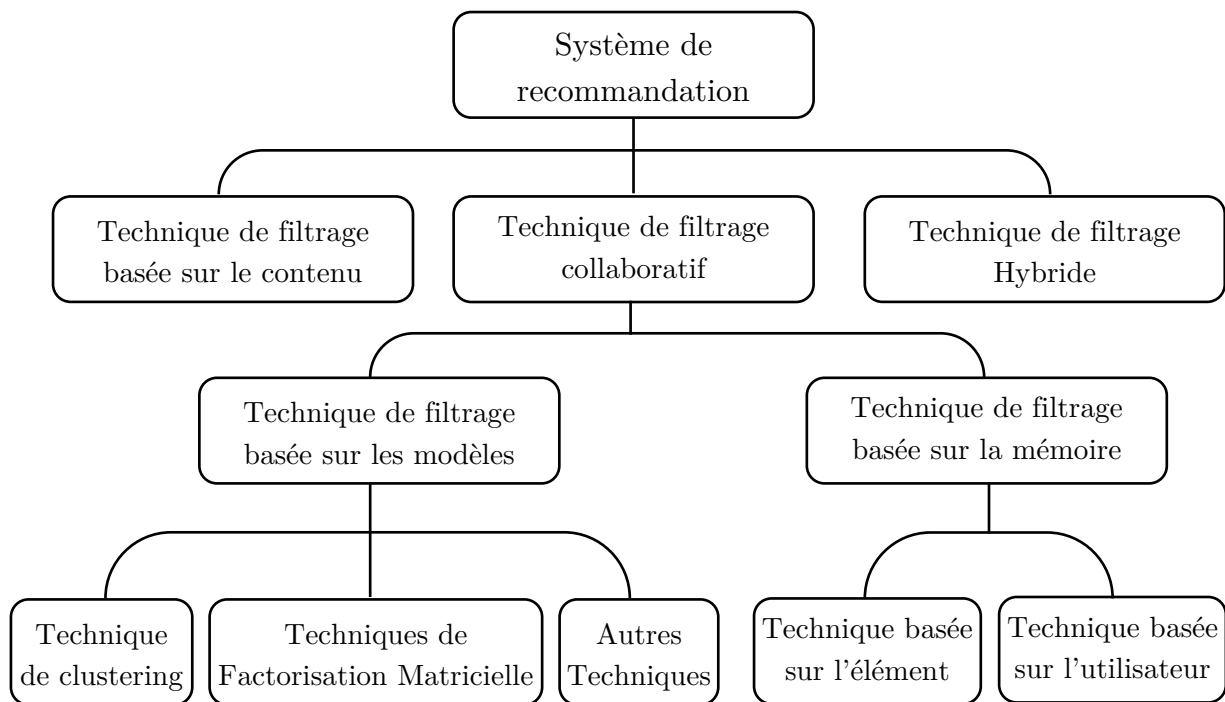 Système de
recommandation
Technique de filtrage
basée sur le contenu
Technique de filtrage
collaboratif
Technique de filtrage
Hybride
Technique de filtrage
basée sur les modèles
Technique de filtrage
basée sur la mémoire
Technique
de clustering
Techniques de
Factorisation Matricielle
Autres
Techniques
Technique basée
sur l'élément
Technique basée
sur l'utilisateur